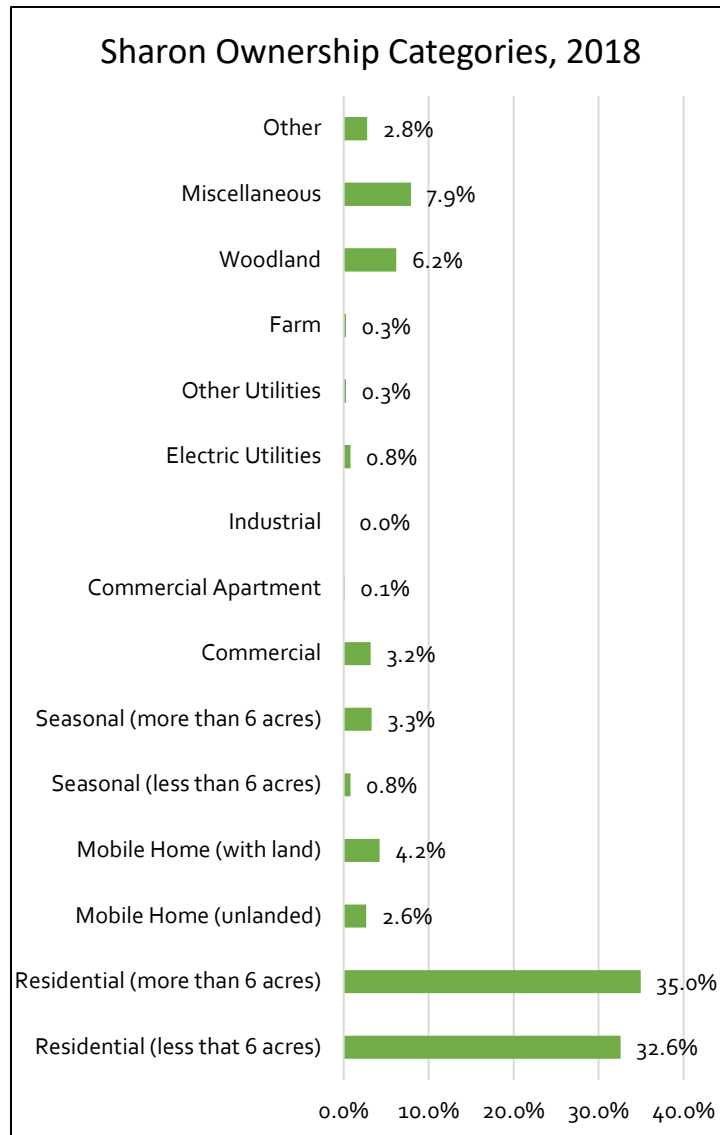 Sharon Ownership Categories, 2018
Other 2.8%
Miscellaneous 7.9%
Woodland 6.2%
Farm 0.3%
Other Utilities 0.3%
Electric Utilities 0.8%
Industrial 0.0%
Commercial Apartment 0.1%
Commercial 3.2%
Seasonal (more than 6 acres) 3.3%
Seasonal (less than 6 acres) 0.8%
Mobile Home (with land) 4.2%
Mobile Home (unlanded) 2.6%
Residential (more than 6 acres) 35.0%
Residential (less that 6 acres) 32.6%
0.0% 10.0% 20.0% 30.0% 40.0%